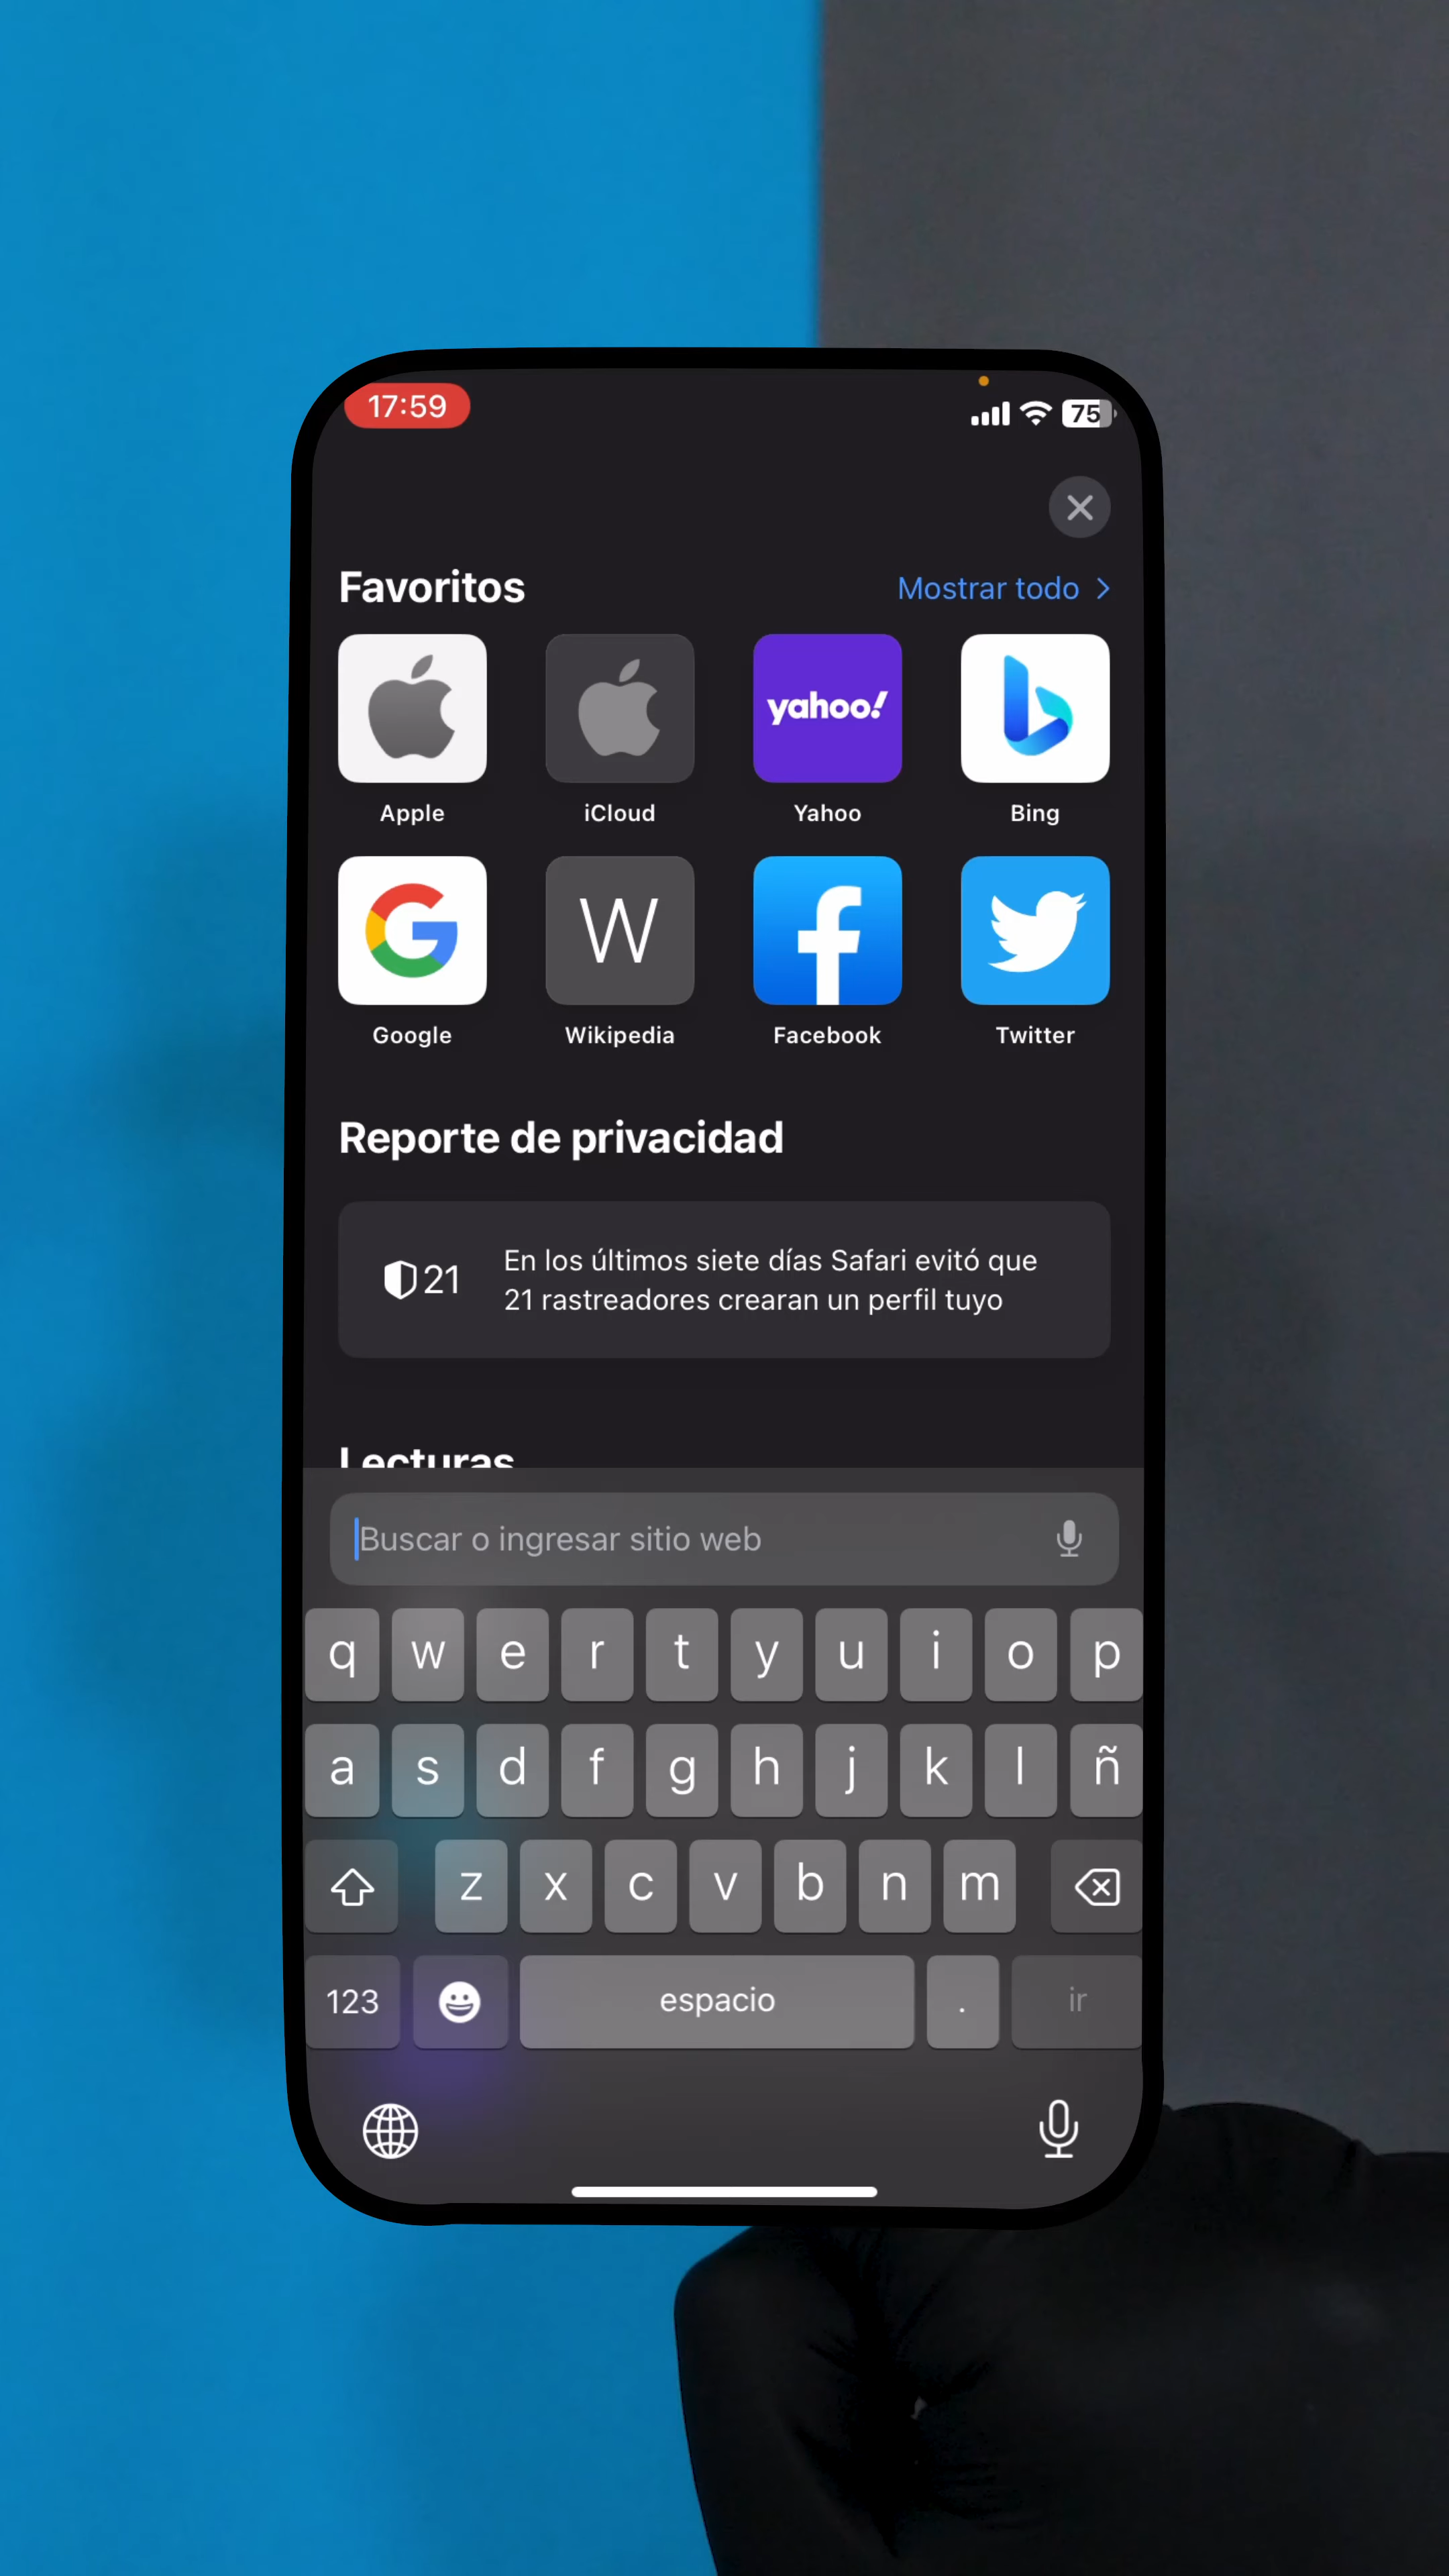 17:59
75
Favoritos
Mostrar todo
yahoo!
Apple
iCloud
Yahoo
Bing
G
W
f
Google
Wikipedia
Facebook
Twitter
Reporte de privacidad
21
En los últimos siete días Safari evitó que
21 rastreadores crearan un perfil tuyo
Lecturas
Buscar o ingresar sitio web
q w e r t y u i o p
a s d f g h j k l ñ
z x c v b n m
123
espacio
.
ir